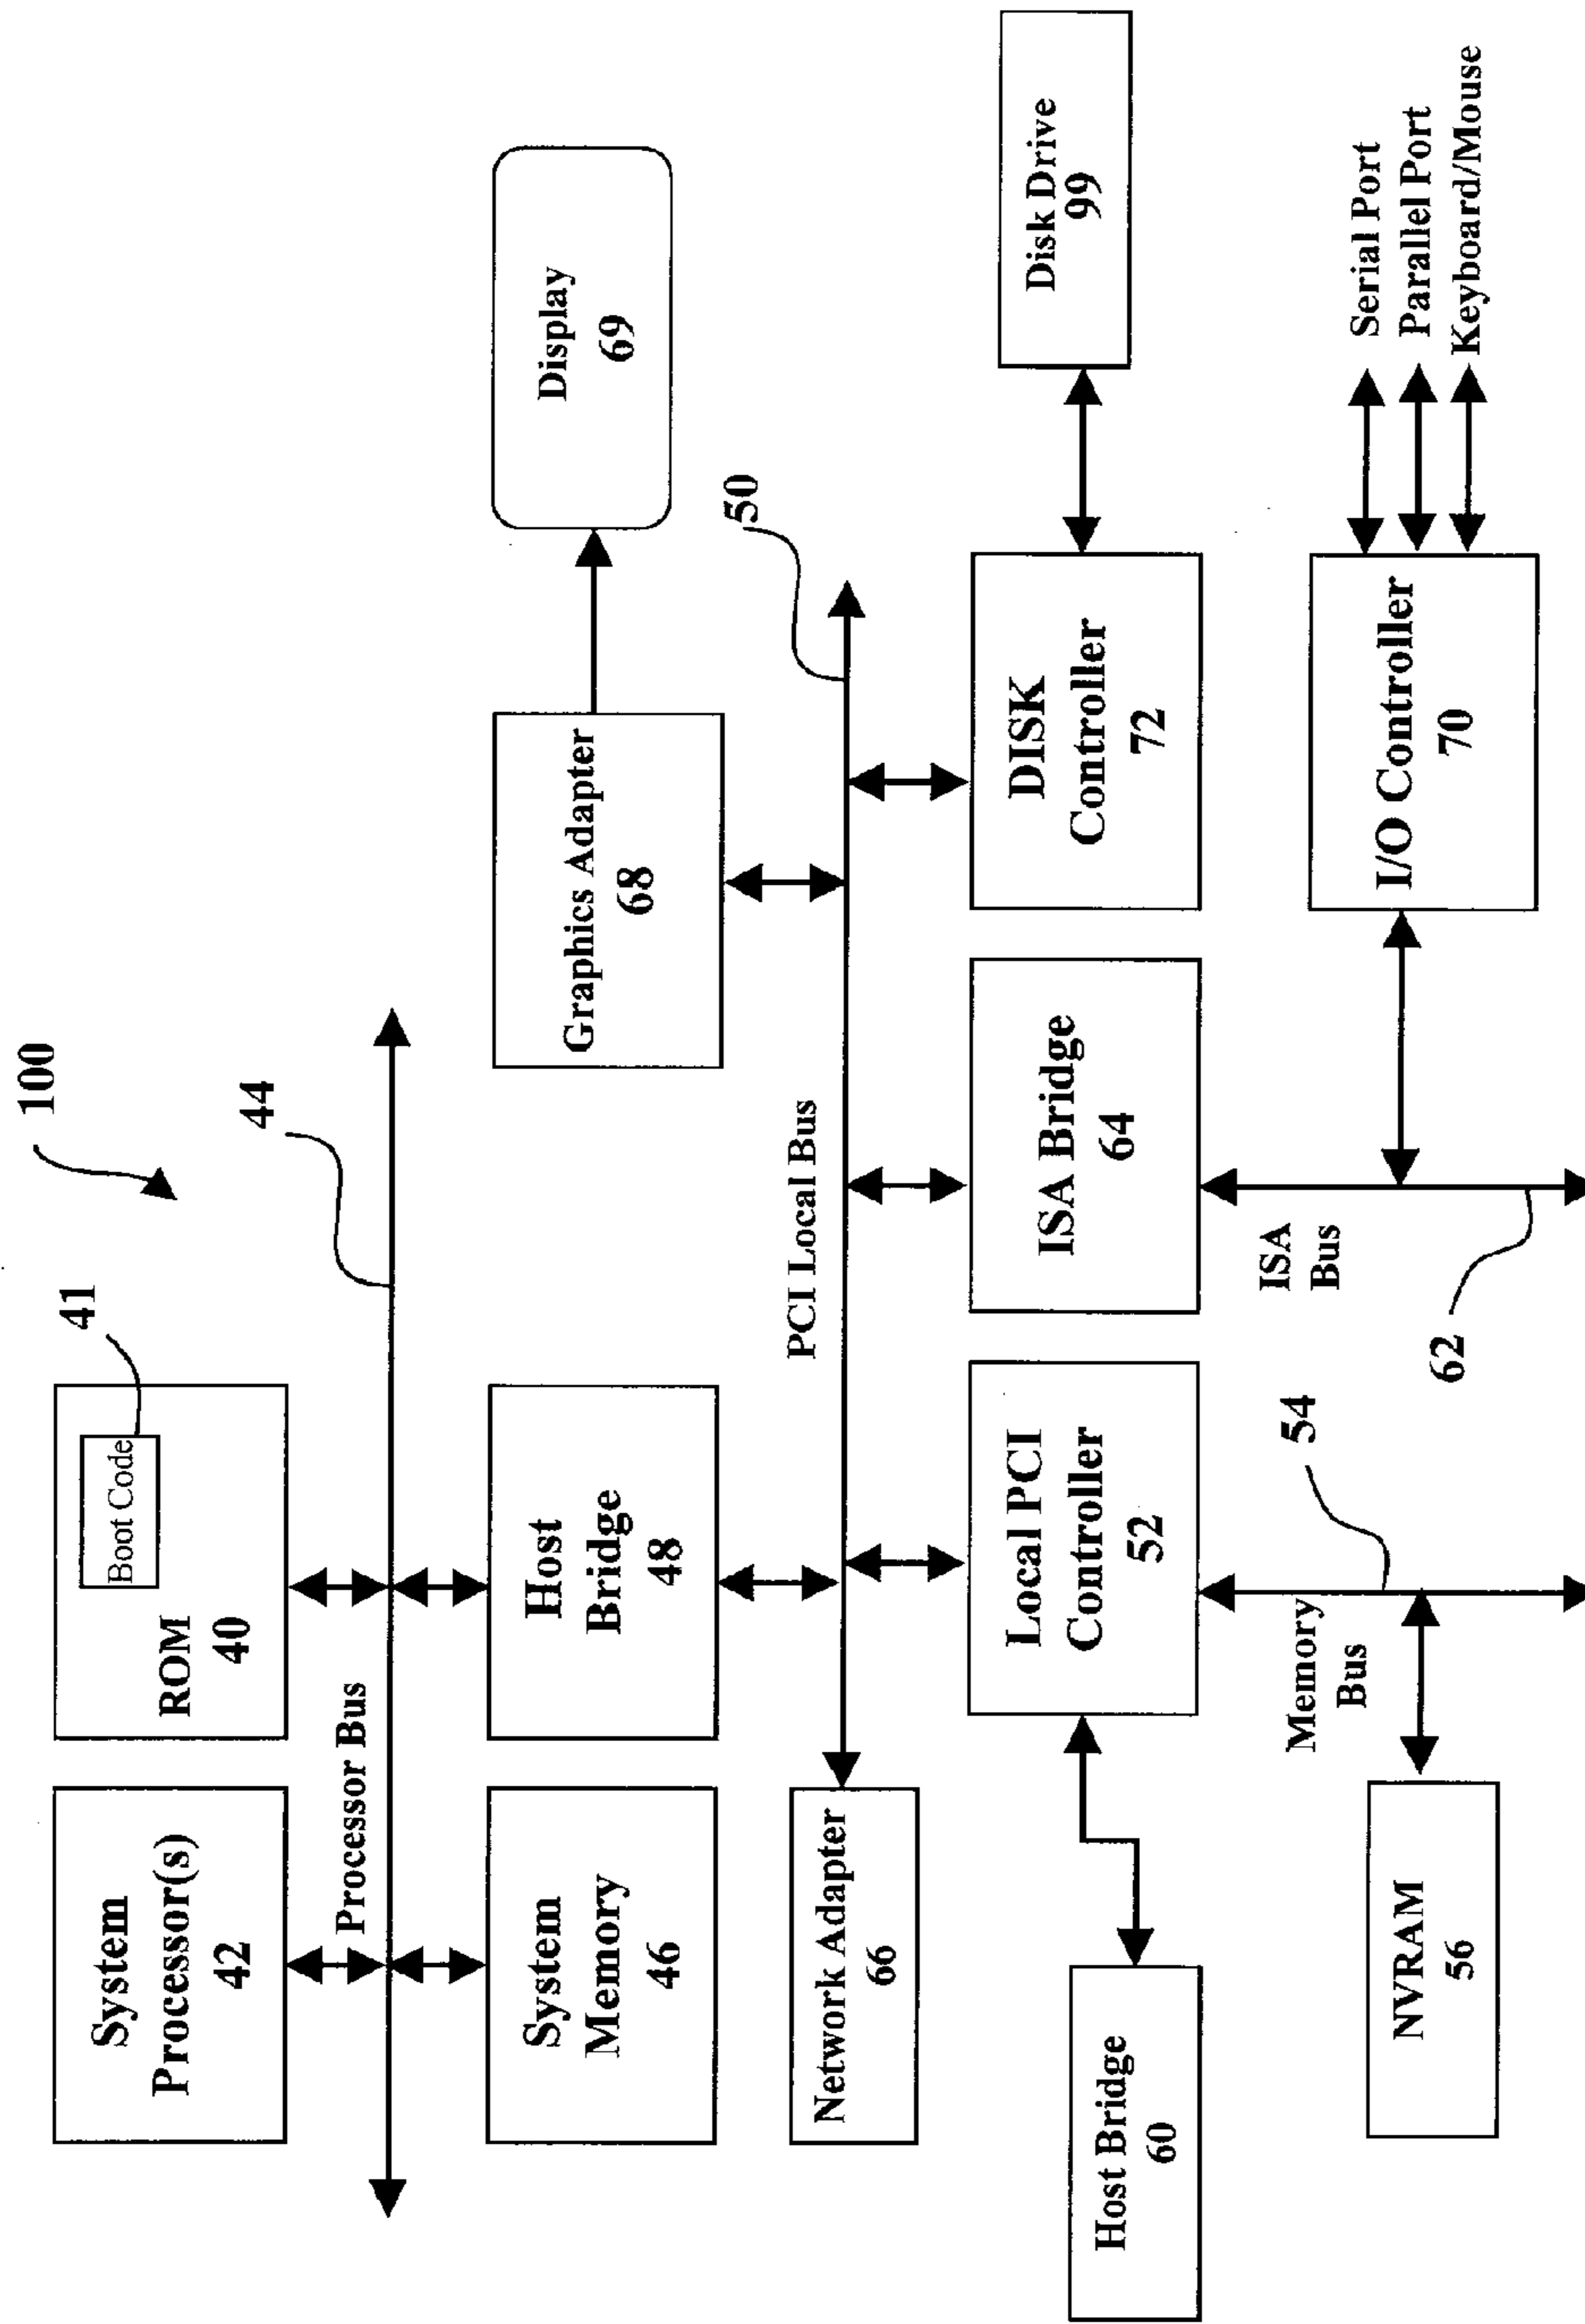 100
System
Processor(s)
42
Boot Code
41
ROM
40
Processor Bus
44
System
Memory
46
Host
Bridge
48
Graphics Adapter
68
Display
69
PCI Local Bus
50
Network Adapter
66
Host Bridge
60
Local PCI
Controller
52
ISA Bridge
64
DISK
Controller
72
Disk Drive
99
Memory
Bus
54
ISA
Bus
62
NVRAM
56
I/O Controller
70
Serial Port
Parallel Port
Keyboard/Mouse